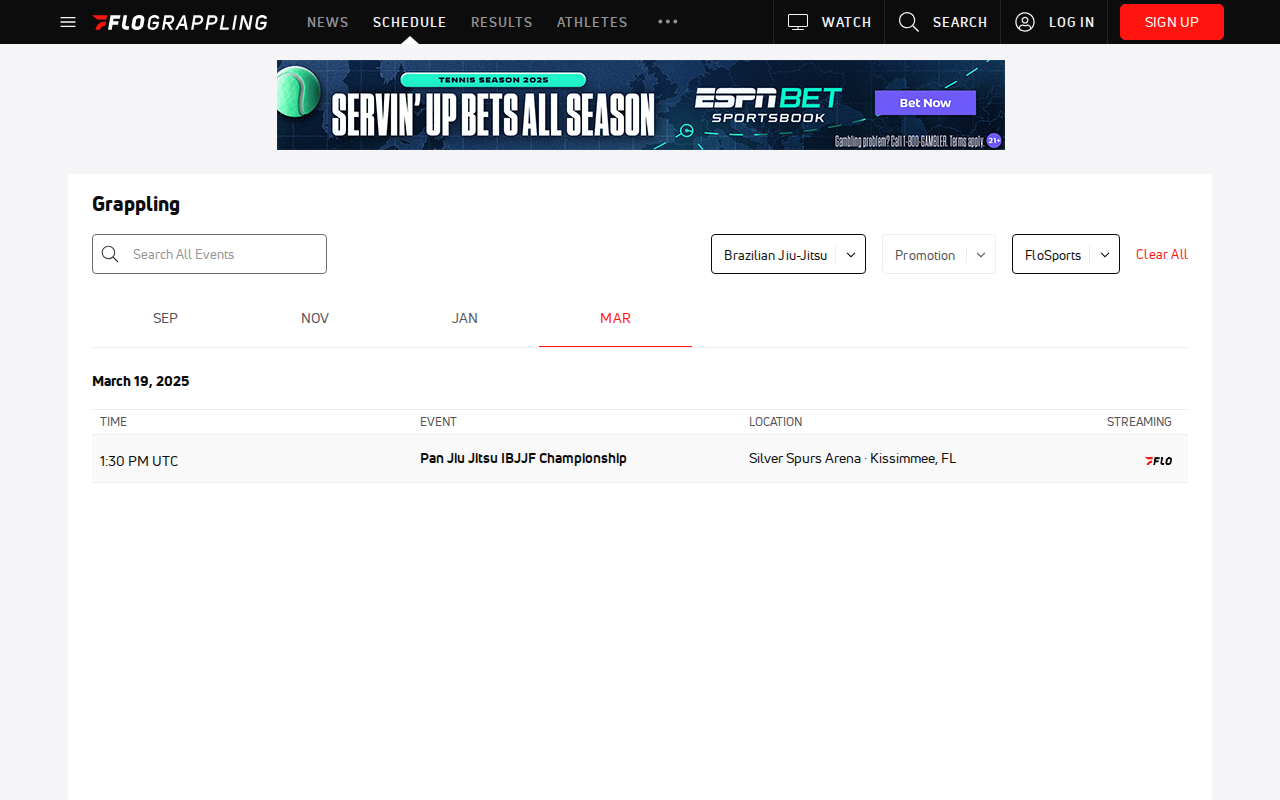 FLOGRAPPLING NEWS SCHEDULE RESULTS ATHLETES WATCH SEARCH LOG IN SIGN UP
TENNIS SEASON 2025
SERVIN' UP BETS ALL SEASON
ESPN BET
SPORTSBOOK
Bet Now
Gambling problem? Call 1-800-GAMBLER. Terms apply. 21+
Grappling
Search All Events Brazilian Jiu-Jitsu Promotion FloSports Clear All
SEP NOV JAN MAR
March 19, 2025
TIME EVENT LOCATION STREAMING
1:30 PM UTC Pan Jiu Jitsu IBJJF Championship Silver Spurs Arena · Kissimmee, FL FLO